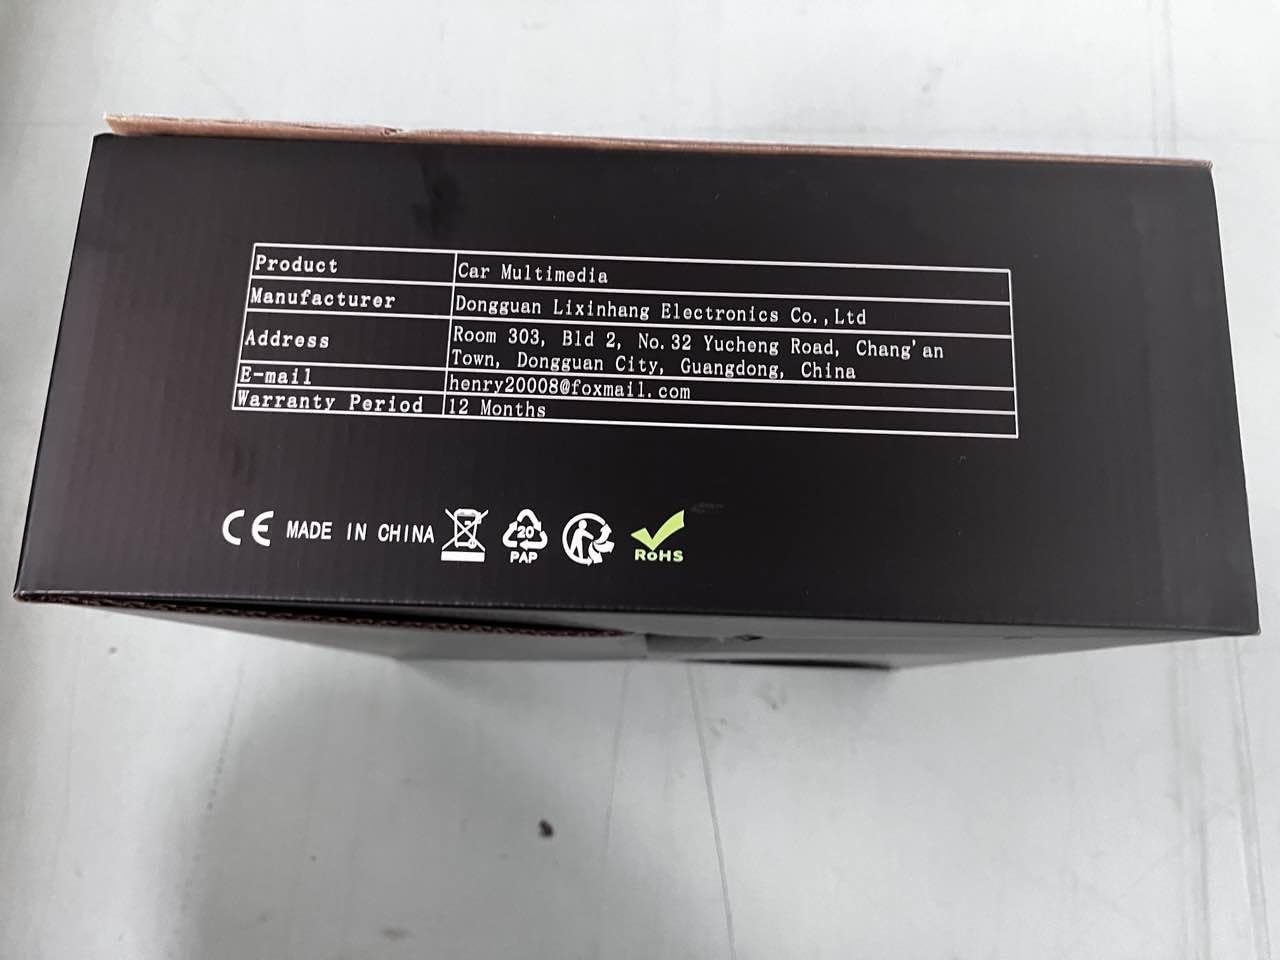 Product Car Multimedia
Manufacturer Dongguan Lixinhang Electronics Co.,Ltd
Address Room 303, Bld 2, No.32 Yucheng Road, Chang'an
Town, Dongguan City, Guangdong, China
E-mail henry20008@foxmail.com
Warranty Period 12 Months
CE MADE IN CHINA 20 PAP RoHS